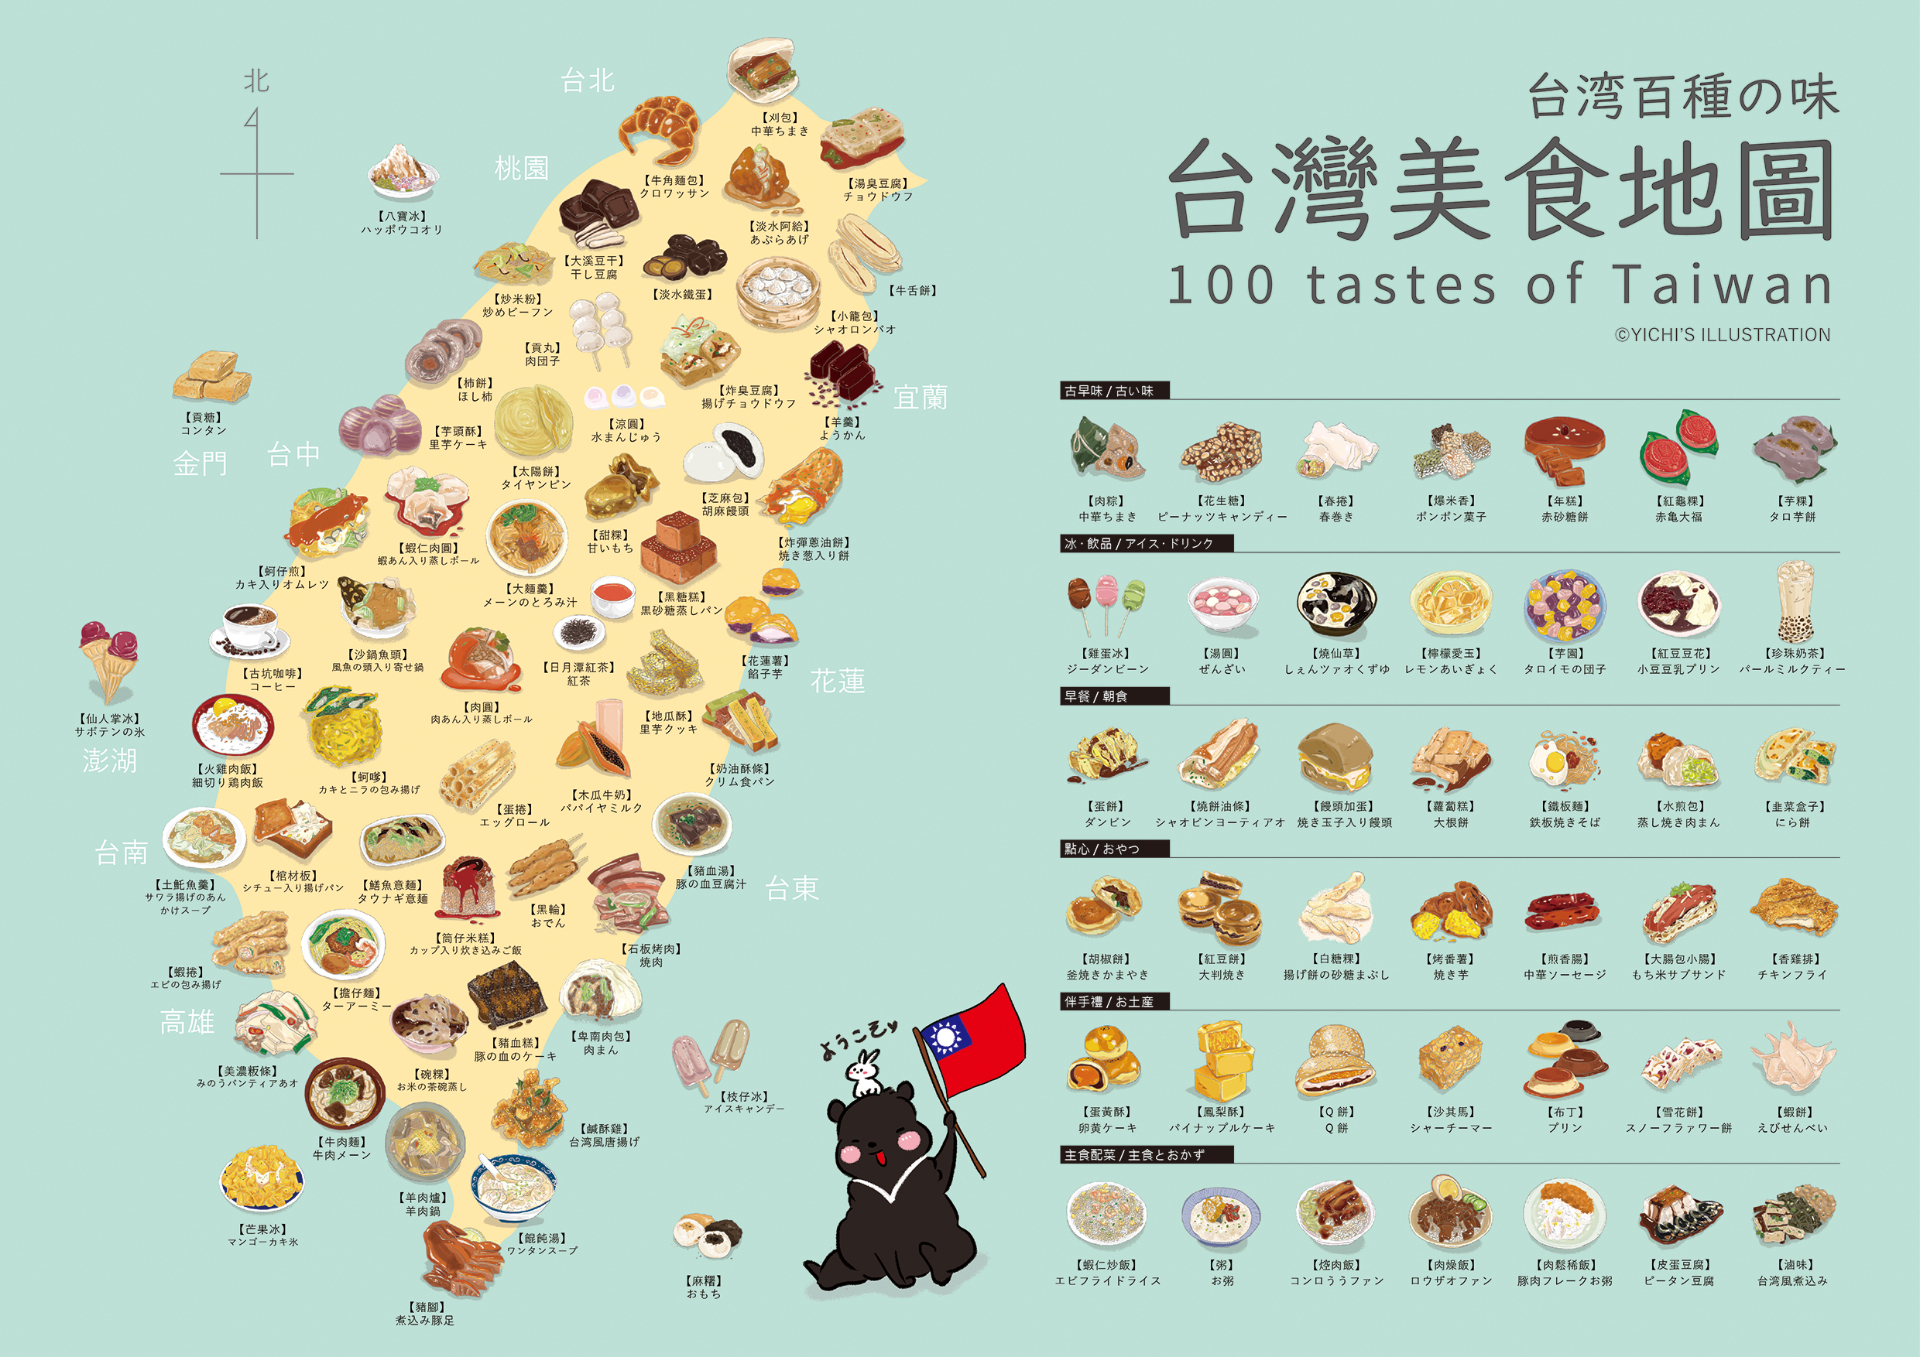 台湾百種の味
台灣美食地圖
100 tastes of Taiwan
©YICHI'S ILLUSTRATION
北
台北
桃園
宜蘭
金門
台中
花蓮
澎湖
台南
台東
高雄
【刈包】
中華ちまき
【牛角麵包】
クロワッサン
【湯臭豆腐】
チョウドウフ
【八寶冰】
ハッポウコオリ
【淡水阿給】
あぶらあげ
【大溪豆干】
干し豆腐
【淡水鐵蛋】
【牛舌餅】
【炒米粉】
炒めビーフン
【小籠包】
シャオロンバオ
【貢丸】
肉団子
【柿餅】
ほし柿
【炸臭豆腐】
揚げチョウドウフ
【貢糖】
コンタン
【芋頭酥】
里芋ケーキ
【涼圓】
水まんじゅう
【羊羹】
ようかん
【太陽餅】
タイヤンピン
【芝麻包】
胡麻饅頭
【甜粿】
甘いもち
【炸彈蔥油餅】
焼き葱入り餅
【蝦仁肉圓】
蝦あん入り蒸しボール
【蚵仔煎】
カキ入りオムレツ
【大麵羹】
メーンのとろみ汁
【黑糖糕】
黒砂糖蒸しパン
【沙鍋魚頭】
風魚の頭入り寄せ鍋
【日月潭紅茶】
紅茶
【花蓮薯】
餡子芋
【古坑咖啡】
コーヒー
【仙人掌冰】
サボテンの氷
【肉圓】
肉あん入り蒸しボール
【地瓜酥】
里芋クッキ
【火雞肉飯】
細切り鶏肉飯
【蚵嗲】
カキとニラの包み揚げ
【奶油酥條】
クリム食パン
【蛋捲】
エッグロール
【木瓜牛奶】
パパイヤミルク
【土魠魚羹】
サワラ揚げのあん
かけスープ
【棺材板】
シチュー入り揚げパン
【鱔魚意麵】
タウナギ意麺
【豬血湯】
豚の血豆腐汁
【黑輪】
おでん
【筒仔米糕】
カップ入り炊き込みご飯
【石板烤肉】
焼肉
【蝦捲】
エビの包み揚げ
【擔仔麵】
ターアーミー
【豬血糕】
豚の血のケーキ
【卑南肉包】
肉まん
【美濃粄條】
みのうバンティアあオ
【碗粿】
お米の茶碗蒸し
【枝仔冰】
アイスキャンデー
【牛肉麵】
牛肉メーン
【鹹酥雞】
台湾風唐揚げ
【羊肉爐】
羊肉鍋
【芒果冰】
マンゴーカキ氷
【餛飩湯】
ワンタンスープ
【麻糬】
おもち
【豬腳】
煮込み豚足
ようこそ
古早味 / 古い味
【肉粽】
中華ちまき
【花生糖】
ピーナッツキャンディー
【春捲】
春巻き
【爆米香】
ポンポン菓子
【年糕】
赤砂糖餅
【紅龜粿】
赤亀大福
【芋粿】
タロ芋餅
冰・飲品 / アイス・ドリンク
【雞蛋冰】
ジーダンビーン
【湯圓】
ぜんざい
【燒仙草】
しぇんツァオくずゆ
【檸檬愛玉】
レモンあいぎょく
【芋園】
タロイモの団子
【紅豆豆花】
小豆豆乳プリン
【珍珠奶茶】
パールミルクティー
早餐 / 朝食
【蛋餅】
ダンビン
【燒餅油條】
シャオビンヨーティアオ
【饅頭加蛋】
焼き玉子入り饅頭
【蘿蔔糕】
大根餅
【鐵板麵】
鉄板焼きそば
【水煎包】
蒸し焼き肉まん
【韭菜盒子】
にら餅
點心 / おやつ
【胡椒餅】
釜焼きかまやき
【紅豆餅】
大判焼き
【白糖粿】
揚げ餅の砂糖まぶし
【烤番薯】
焼き芋
【煎香腸】
中華ソーセージ
【大腸包小腸】
もち米サブサンド
【香雞排】
チキンフライ
伴手禮 / お土産
【蛋黃酥】
卵黄ケーキ
【鳳梨酥】
パイナップルケーキ
【Q餅】
Q餅
【沙其馬】
シャーチーマー
【布丁】
プリン
【雪花餅】
スノーフラァワー餅
【蝦餅】
えびせんべい
主食配菜 / 主食とおかず
【蝦仁炒飯】
エビフライドライス
【粥】
お粥
【焢肉飯】
コンロううファン
【肉燥飯】
ロウザオファン
【肉鬆稀飯】
豚肉フレークお粥
【皮蛋豆腐】
ピータン豆腐
【滷味】
台湾風煮込み